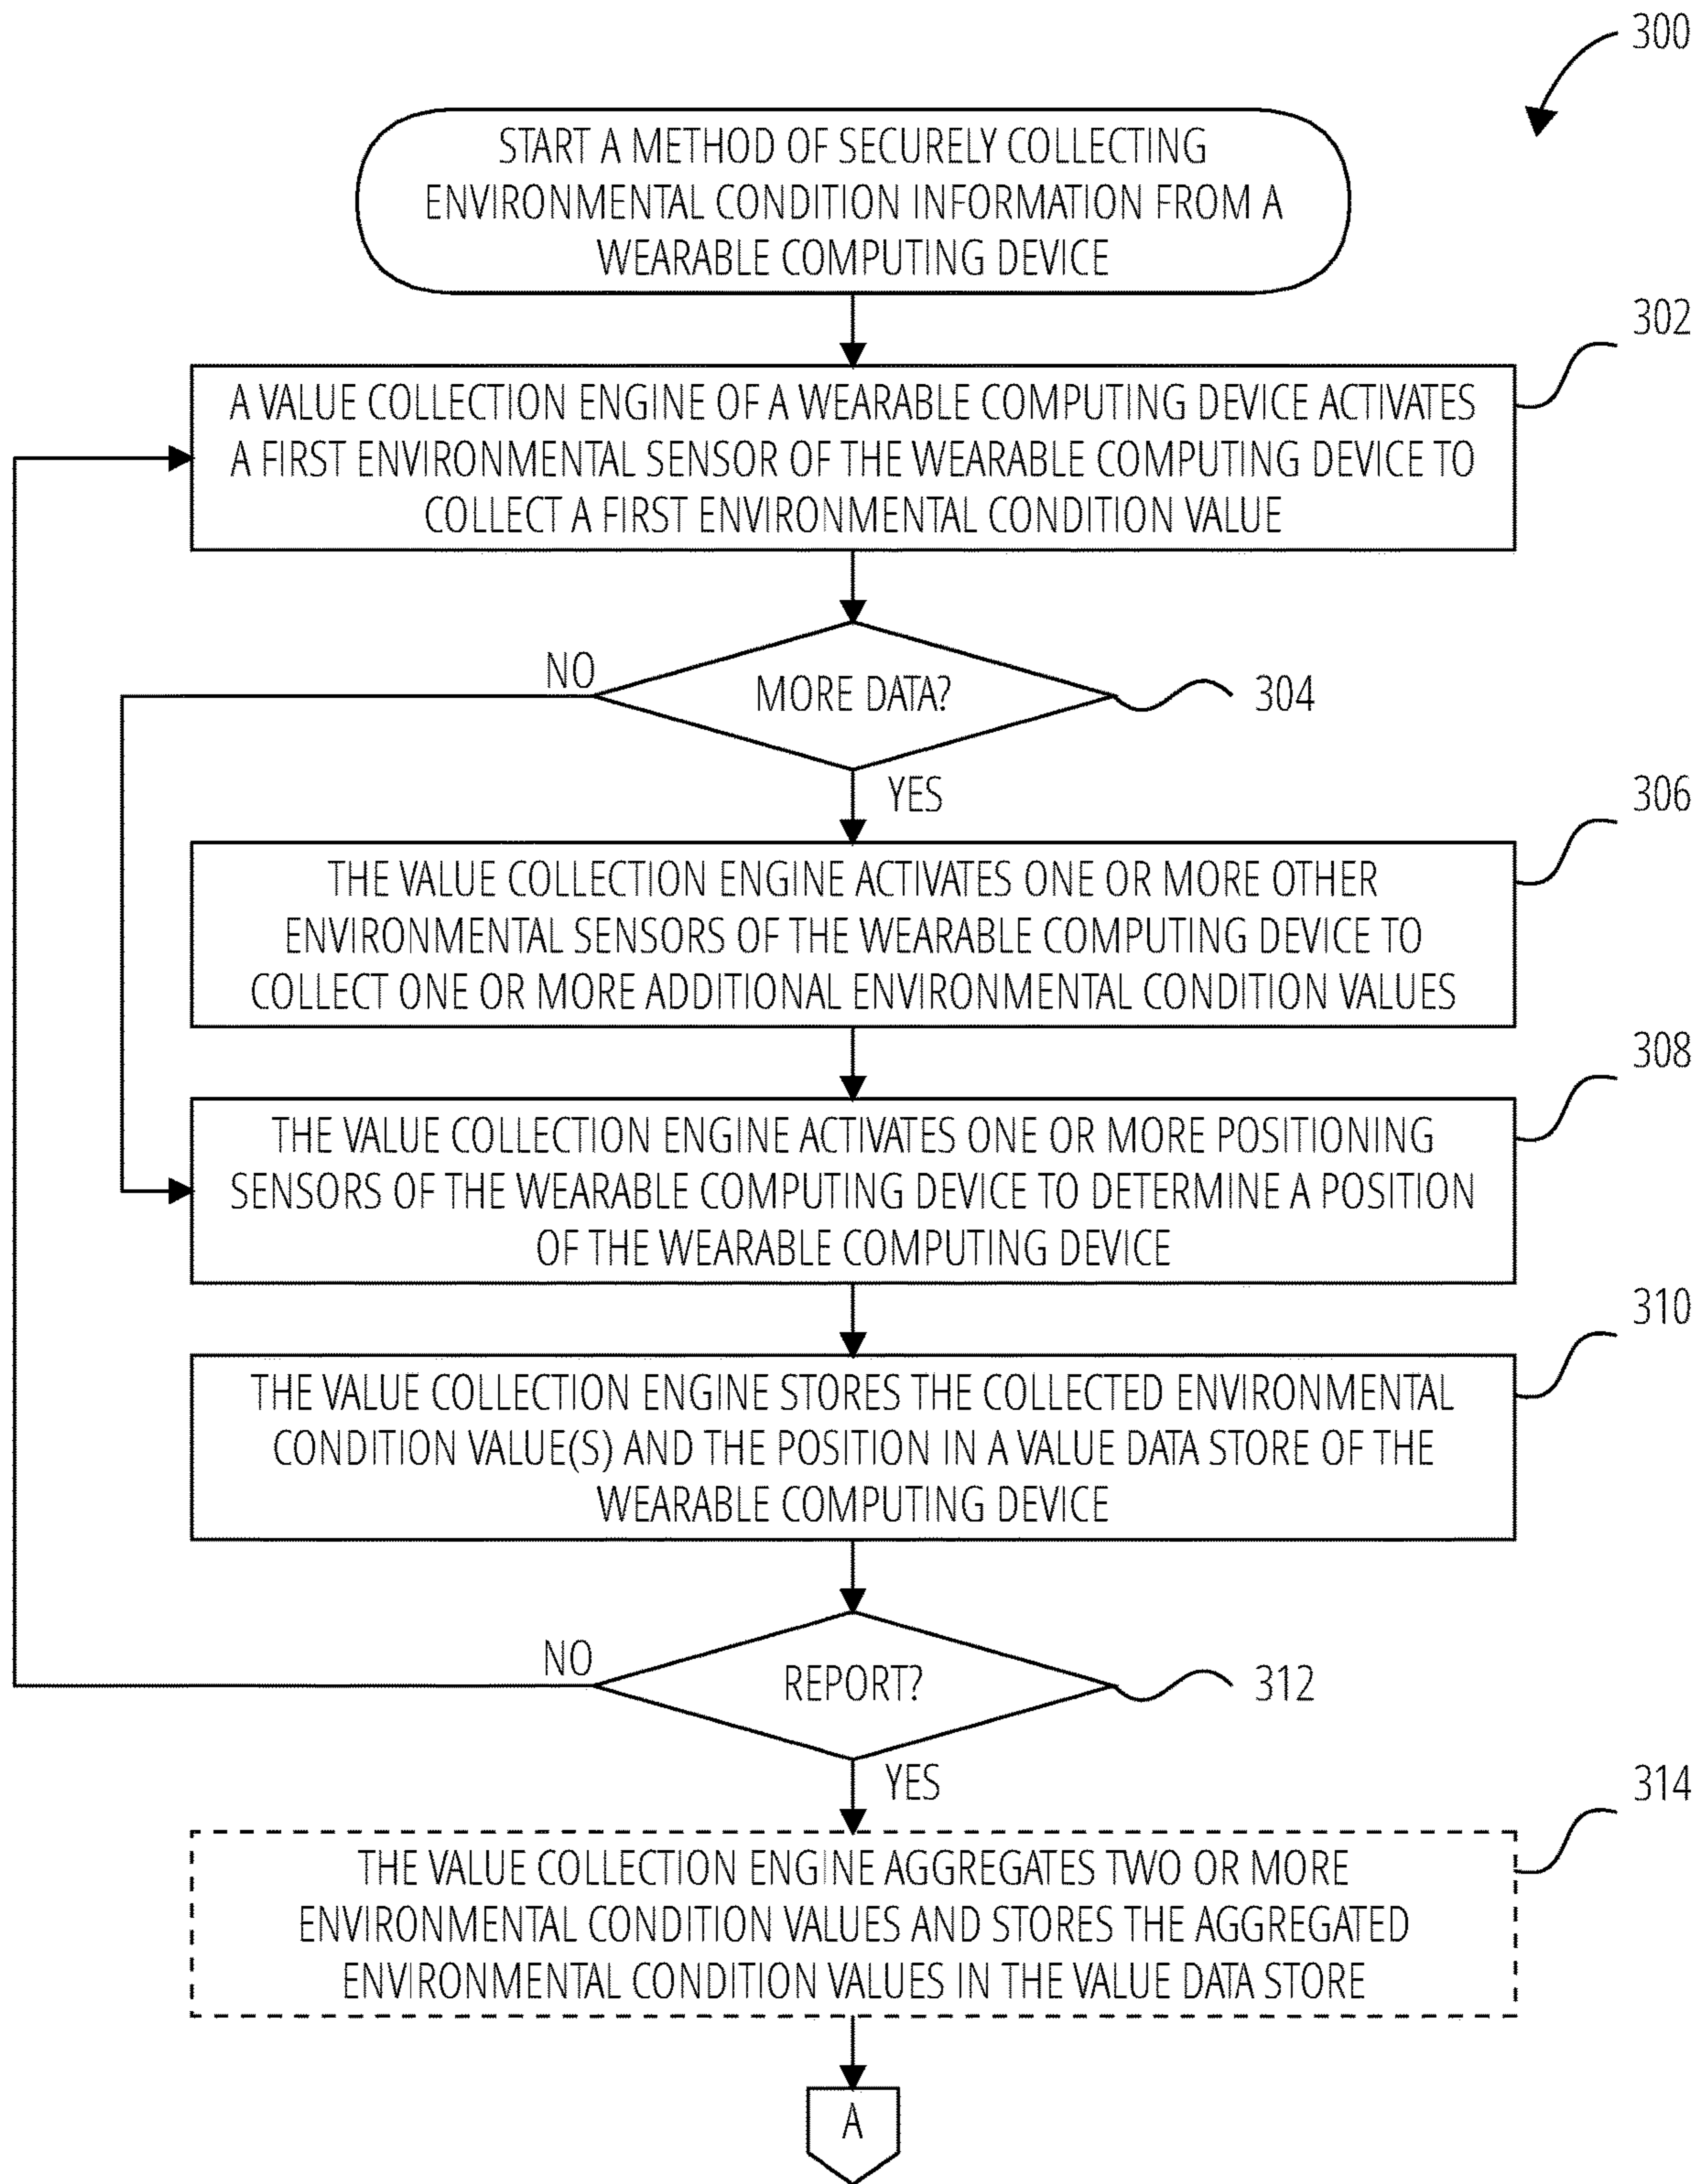 300
START A METHOD OF SECURELY COLLECTING
ENVIRONMENTAL CONDITION INFORMATION FROM A
WEARABLE COMPUTING DEVICE
302
A VALUE COLLECTION ENGINE OF A WEARABLE COMPUTING DEVICE ACTIVATES
A FIRST ENVIRONMENTAL SENSOR OF THE WEARABLE COMPUTING DEVICE TO
COLLECT A FIRST ENVIRONMENTAL CONDITION VALUE
NO
MORE DATA?
304
YES
306
THE VALUE COLLECTION ENGINE ACTIVATES ONE OR MORE OTHER
ENVIRONMENTAL SENSORS OF THE WEARABLE COMPUTING DEVICE TO
COLLECT ONE OR MORE ADDITIONAL ENVIRONMENTAL CONDITION VALUES
308
THE VALUE COLLECTION ENGINE ACTIVATES ONE OR MORE POSITIONING
SENSORS OF THE WEARABLE COMPUTING DEVICE TO DETERMINE A POSITION
OF THE WEARABLE COMPUTING DEVICE
310
THE VALUE COLLECTION ENGINE STORES THE COLLECTED ENVIRONMENTAL
CONDITION VALUE(S) AND THE POSITION IN A VALUE DATA STORE OF THE
WEARABLE COMPUTING DEVICE
NO
REPORT?
312
YES
314
THE VALUE COLLECTION ENGINE AGGREGATES TWO OR MORE
ENVIRONMENTAL CONDITION VALUES AND STORES THE AGGREGATED
ENVIRONMENTAL CONDITION VALUES IN THE VALUE DATA STORE
A